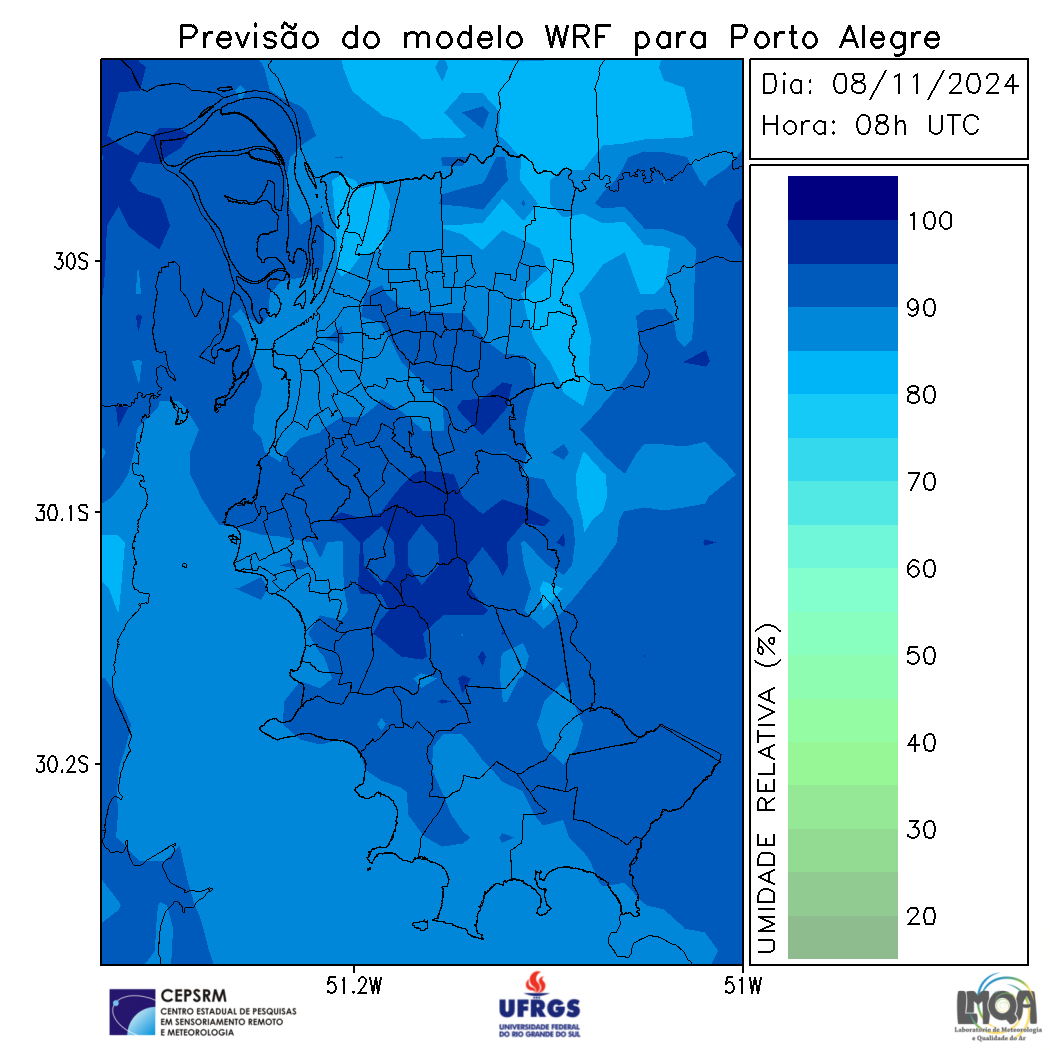 Previsão do modelo WRF para Porto Alegre
Dia: 08/11/2024
Hora: 08h UTC
30S
30.1S
30.2S
51.2W
51W
100
90
80
70
60
50
40
30
20
UMIDADE RELATIVA (%)
CEPSRM
CENTRO ESTADUAL DE PESQUISAS
EM SENSORIAMENTO REMOTO
E METEOROLOGIA
UFRGS
UNIVERSIDADE FEDERAL
DO RIO GRANDE DO SUL
LMQA
Laboratório de Meteorologia
e Qualidade do Ar